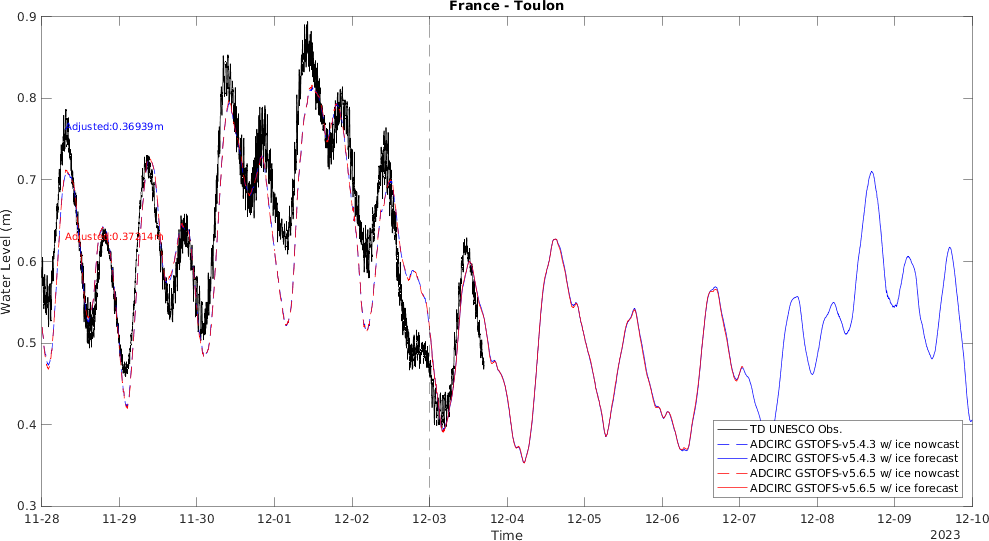 France - Toulon
0.9
0.8
0.7
0.6
0.5
0.4
0.3
Water Level (m)
Adjusted:0.36939m
Adjusted:0.37214m
TD UNESCO Obs.
ADCIRC GSTOFS-v5.4.3 w/ ice nowcast
ADCIRC GSTOFS-v5.4.3 w/ ice forecast
ADCIRC GSTOFS-v5.6.5 w/ ice nowcast
ADCIRC GSTOFS-v5.6.5 w/ ice forecast
11-28 11-29 11-30 12-01 12-02 12-03 12-04 12-05 12-06 12-07 12-08 12-09 12-10
Time
2023